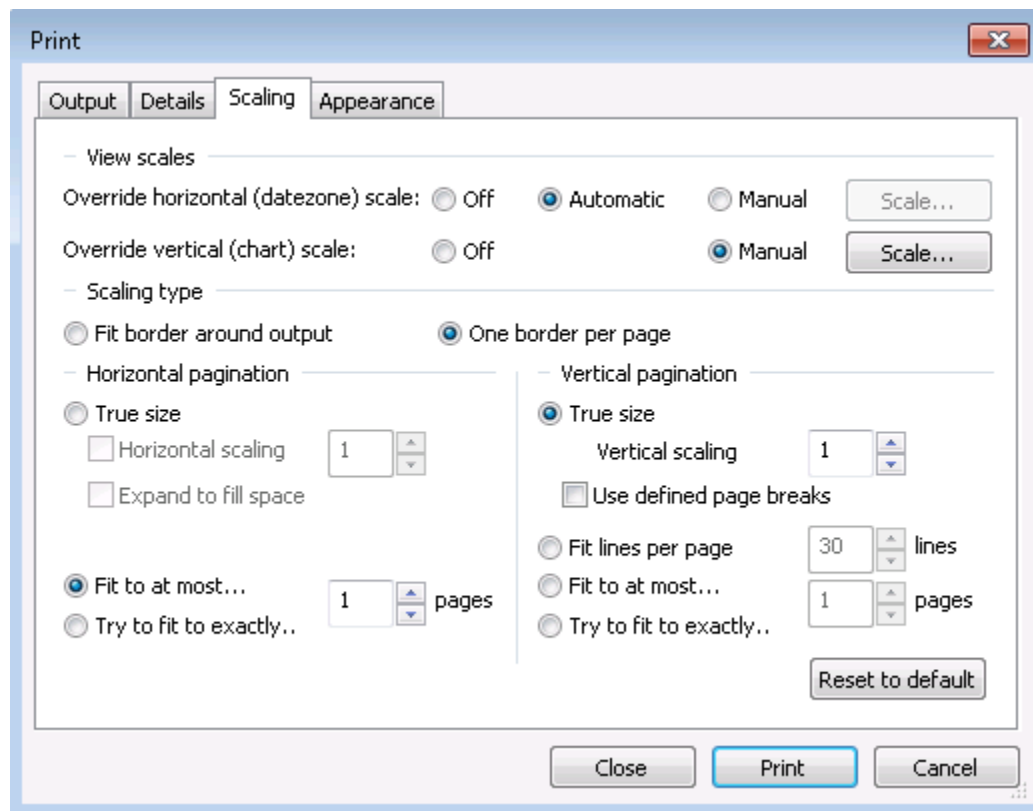 Print
Output Details Scaling Appearance
View scales
Override horizontal (datezone) scale: Off Automatic Manual Scale...
Override vertical (chart) scale: Off Manual Scale...
Scaling type
Fit border around output One border per page
Horizontal pagination Vertical pagination
True size True size
Horizontal scaling 1 Vertical scaling 1
Expand to fill space Use defined page breaks
Fit lines per page 30 lines
Fit to at most... 1 pages Fit to at most... 1 pages
Try to fit to exactly.. Try to fit to exactly..
Reset to default
Close Print Cancel